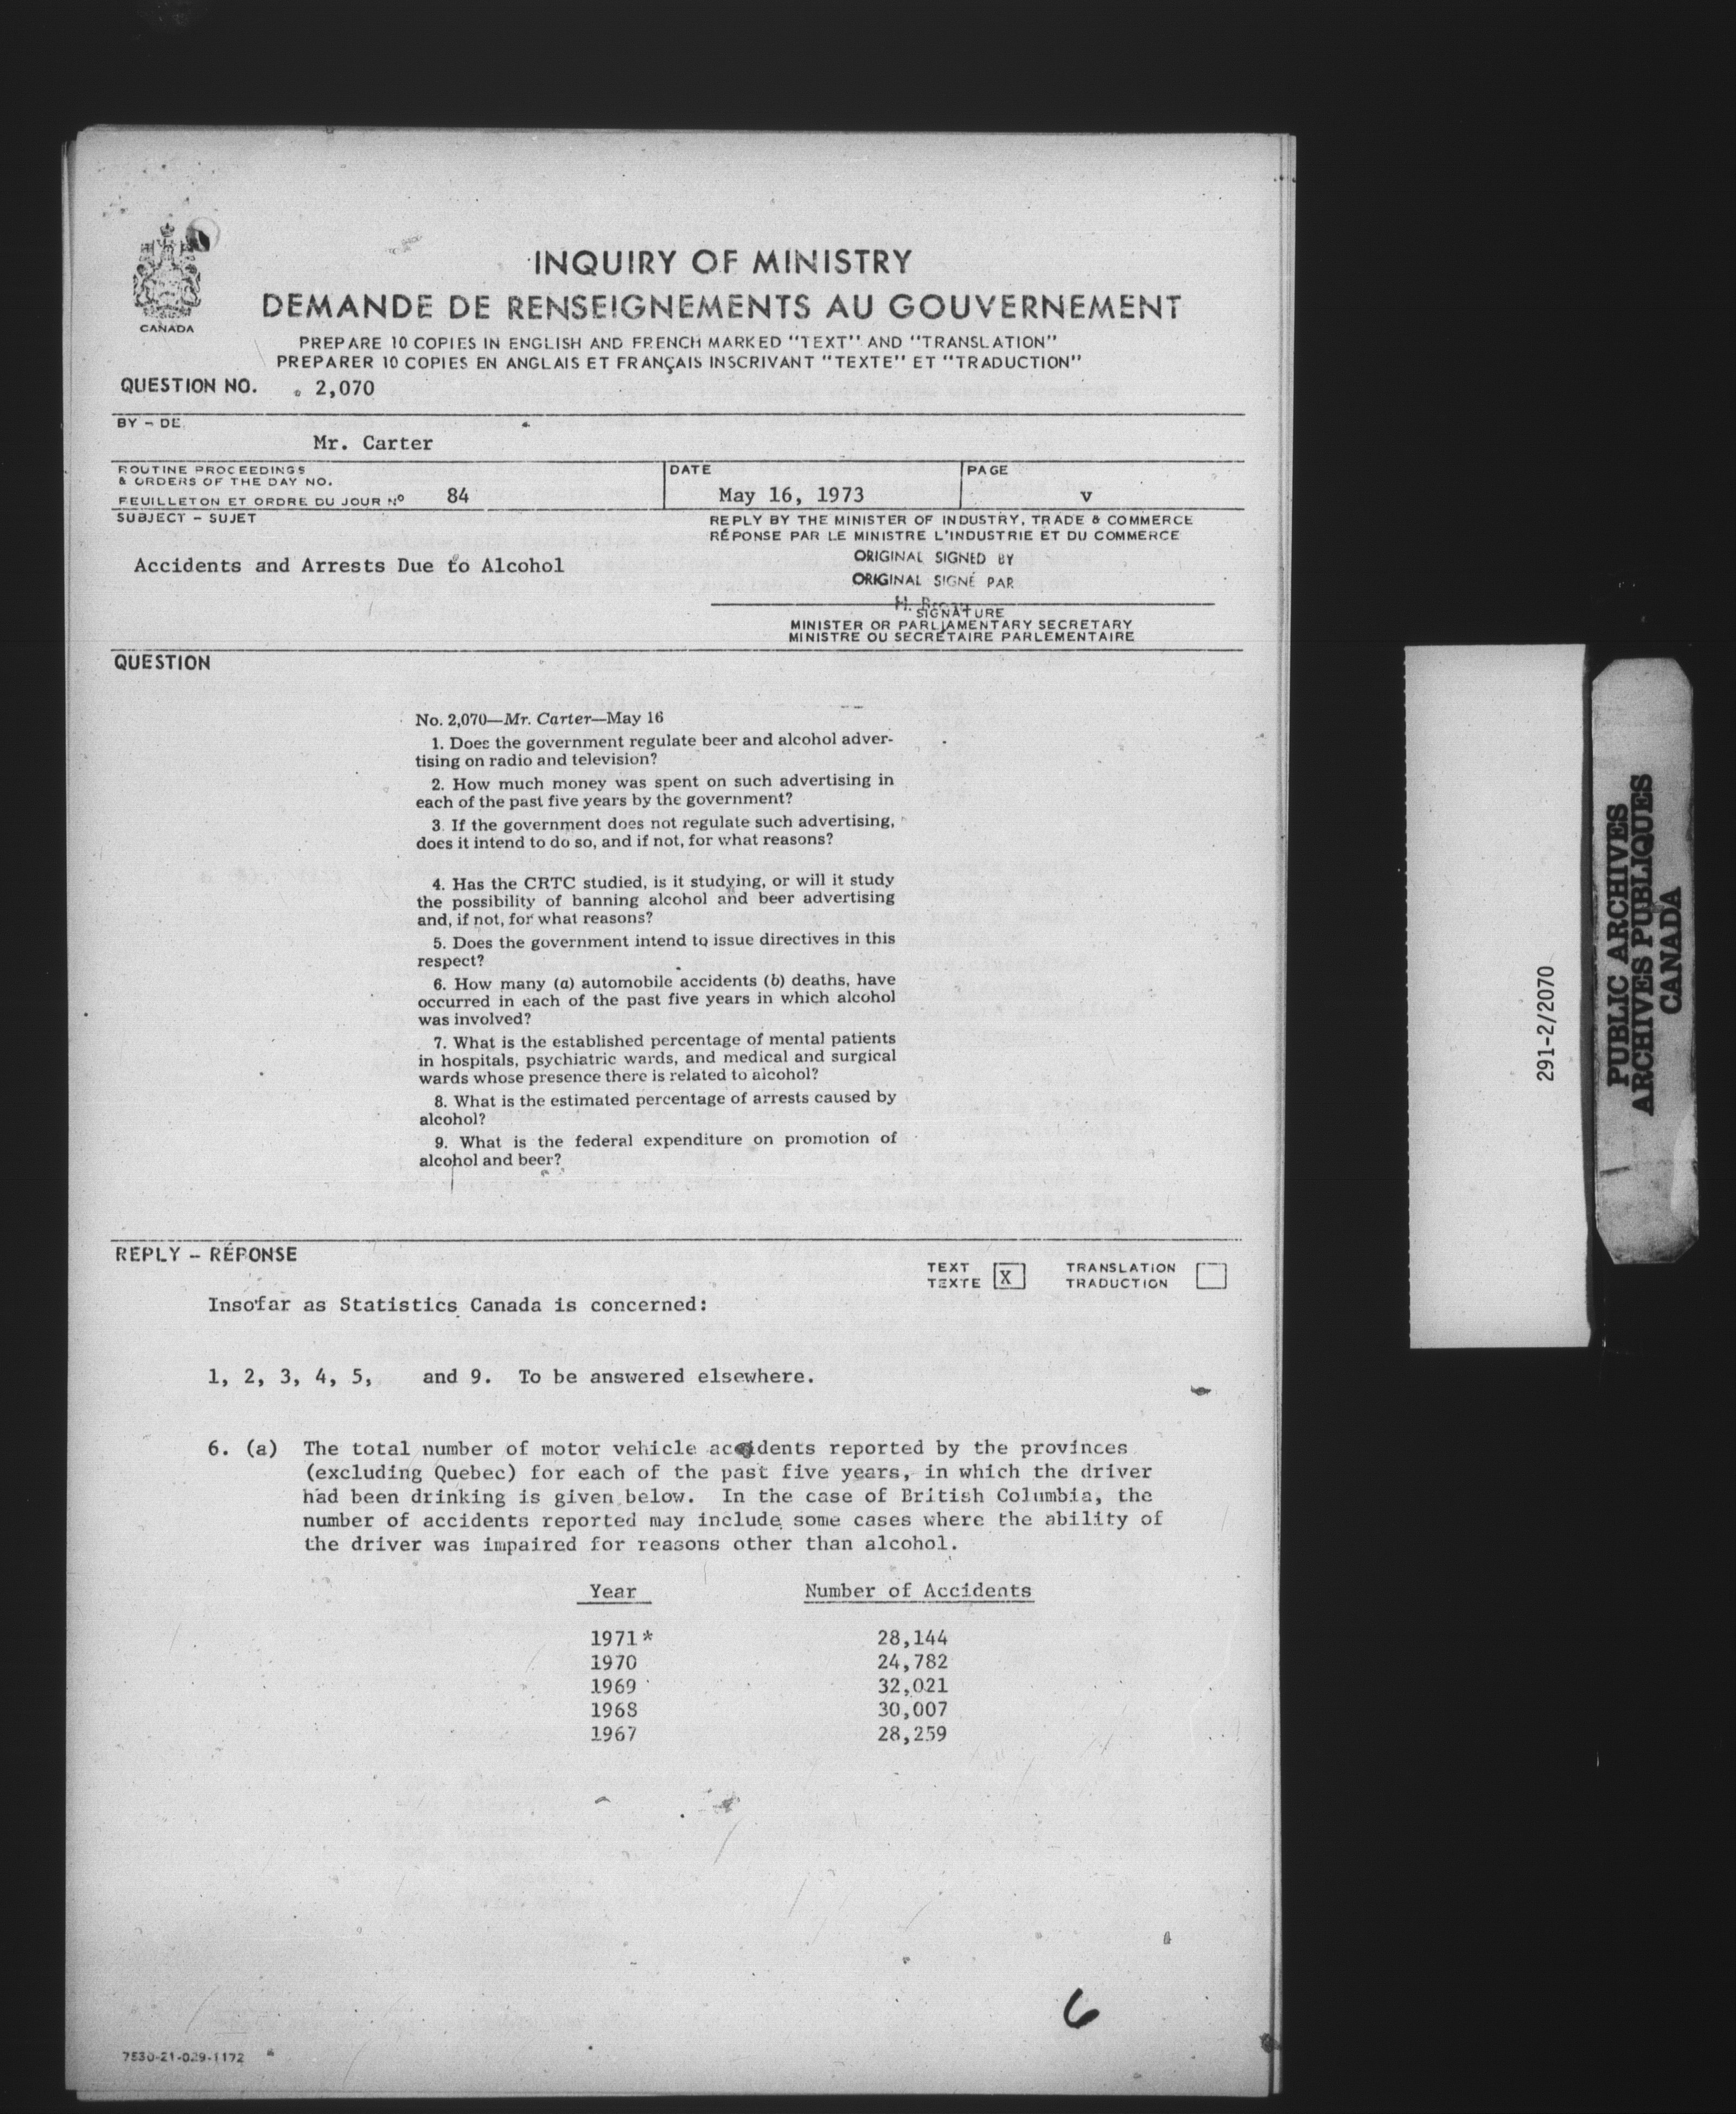 INQUIRY OF MINISTRY
DEMANDE DE RENSEIGNEMENTS AU GOUVERNEMENT
CANADA
PREPARE 10 COPIES IN ENGLISH AND FRENCH MARKED "TEXT" AND "TRANSLATION"
PREPARER 10 COPIES EN ANGLAIS ET FRANÇAIS INSCRIVANT "TEXTE" ET "TRADUCTION"
QUESTION NO. 2,070
BY - DE
Mr. Carter
ROUTINE PROCEEDINGS
& ORDERS OF THE DAY NO.
FEUILLETON ET ORDRE DU JOUR Nº 84
DATE
May 16, 1973
PAGE
v
SUBJECT - SUJET
Accidents and Arrests Due to Alcohol
REPLY BY THE MINISTER OF INDUSTRY, TRADE & COMMERCE
RÉPONSE PAR LE MINISTRE L'INDUSTRIE ET DU COMMERCE
ORIGINAL SIGNED BY
ORIGINAL SIGNÉ PAR
H.
SIGNATURE
MINISTER OR PARLIAMENTARY SECRETARY
MINISTRE OU SECRÉTAIRE PARLEMENTAIRE
QUESTION
No. 2,070—Mr. Carter—May 16
1. Does the government regulate beer and alcohol adver-
tising on radio and television?
2. How much money was spent on such advertising in
each of the past five years by the government?
3. If the government does not regulate such advertising,
does it intend to do so, and if not, for what reasons?
4. Has the CRTC studied, is it studying, or will it study
the possibility of banning alcohol and beer advertising
and, if not, for what reasons?
5. Does the government intend to issue directives in this
respect?
6. How many (a) automobile accidents (b) deaths, have
occurred in each of the past five years in which alcohol
was involved?
7. What is the established percentage of mental patients
in hospitals, psychiatric wards, and medical and surgical
wards whose presence there is related to alcohol?
8. What is the estimated percentage of arrests caused by
alcohol?
9. What is the federal expenditure on promotion of
alcohol and beer?
REPLY - RÉPONSE
TEXT
TEXTE X
TRANSLATION
TRADUCTION
Insofar as Statistics Canada is concerned:
1, 2, 3, 4, 5, and 9. To be answered elsewhere.
6. (a) The total number of motor vehicle accidents reported by the provinces
(excluding Quebec) for each of the past five years, in which the driver
had been drinking is given below. In the case of British Columbia, the
number of accidents reported may include some cases where the ability of
the driver was impaired for reasons other than alcohol.
Year Number of Accidents
1971* 28,144
1970 24,782
1969 32,021
1968 30,007
1967 28,259
6
7530-21-029-1172
291-2/2070
PUBLIC ARCHIVES
ARCHIVES PUBLIQUES
CANADA